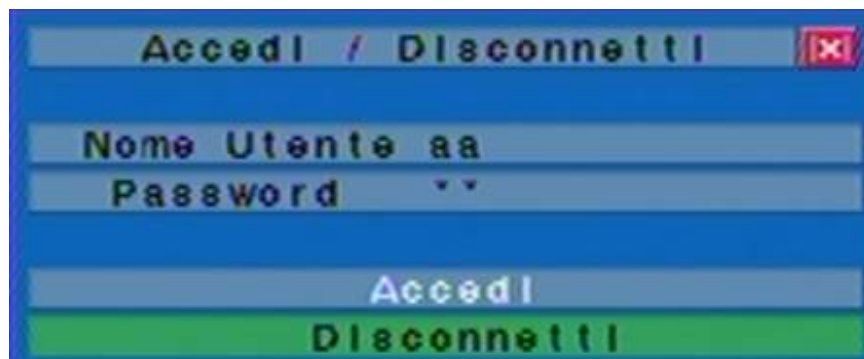 Accedi / Disconnetti
Nome Utente aa
Password **
Accedi
Disconnetti